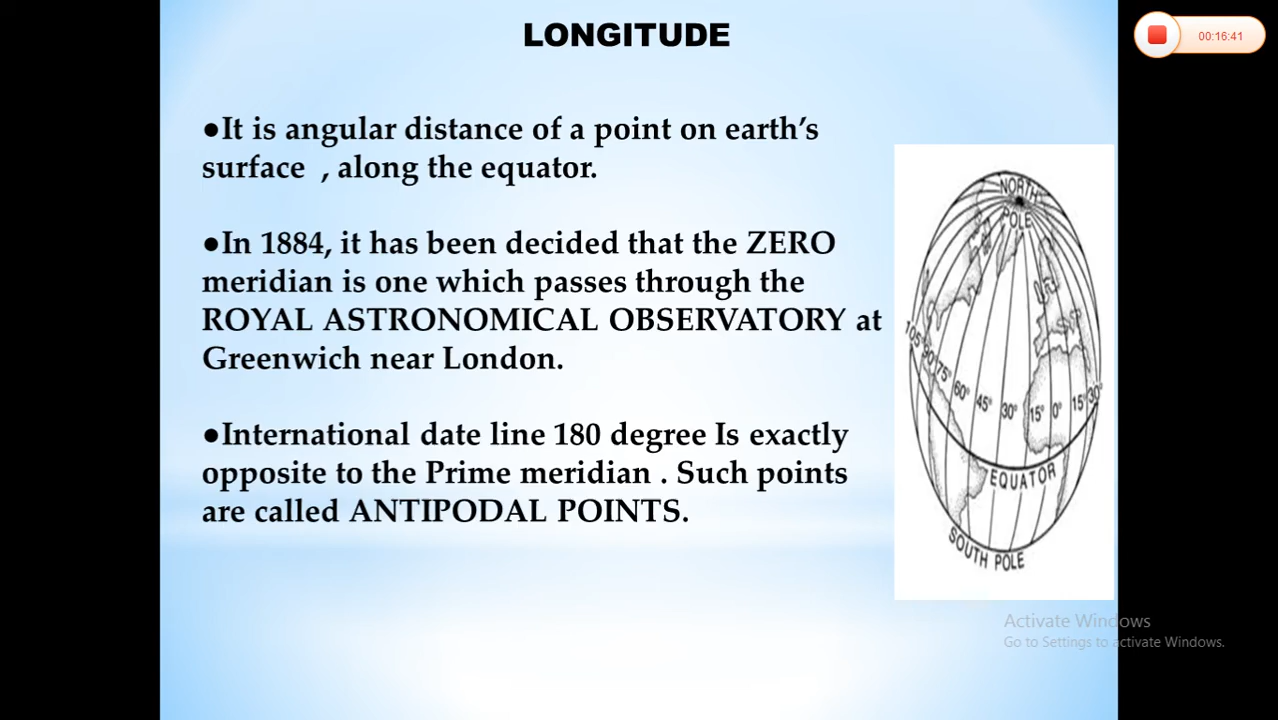 LONGITUDE
00:16:41
●It is angular distance of a point on earth’s
surface , along the equator.
●In 1884, it has been decided that the ZERO
meridian is one which passes through the
ROYAL ASTRONOMICAL OBSERVATORY at
Greenwich near London.
●International date line 180 degree Is exactly
opposite to the Prime meridian . Such points
are called ANTIPODAL POINTS.
NORTH
POLE
105° 90° 75° 60° 45° 30° 15° 0° 15° 30°
EQUATOR
SOUTH POLE
Activate Windows
Go to Settings to activate Windows.